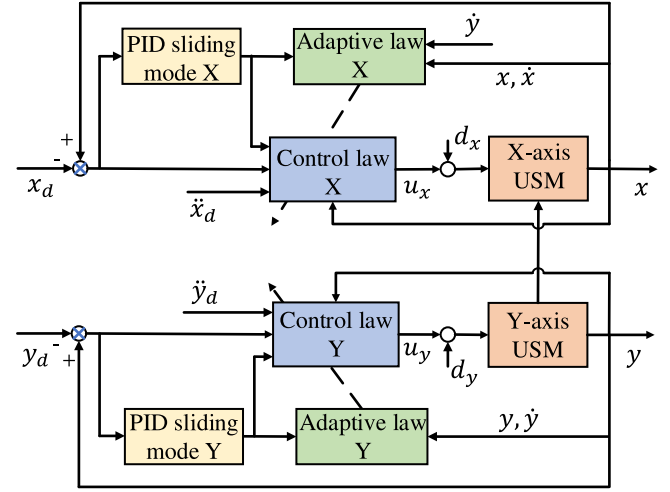 ẏ
PID sliding
mode X
Adaptive law
X
x, ẋ
+
-
d_x
Control law
X
X-axis
USM
x_d
u_x
x
ẍ_d
ÿ_d
Control law
Y
Y-axis
USM
y_d
-
+
u_y
y
d_y
PID sliding
mode Y
Adaptive law
Y
y, ẏ